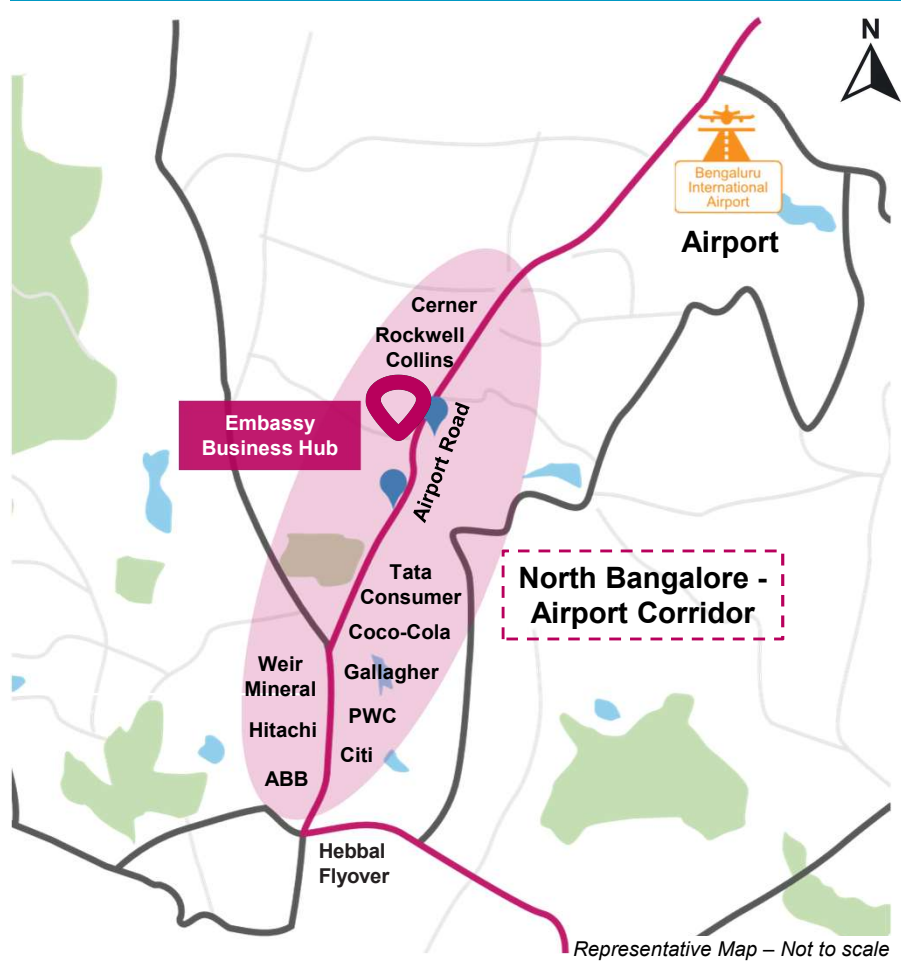 N
Bengaluru
International
Airport
Airport
Cerner
Rockwell
Collins
Embassy
Business Hub
Airport Road
North Bangalore -
Airport Corridor
Tata
Consumer
Coco-Cola
Weir
Mineral
Gallagher
Hitachi
PWC
Citi
ABB
Hebbal
Flyover
Representative Map – Not to scale